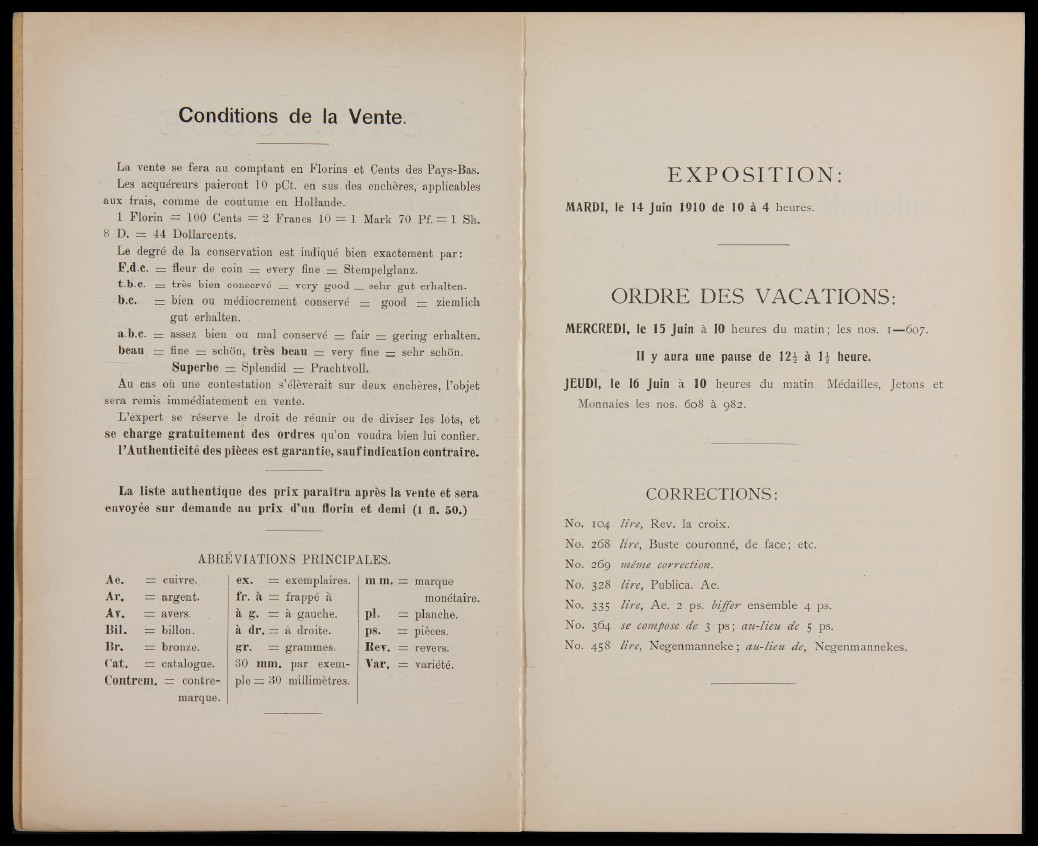 Conditions de la Vente.
La vente se fera au comptant en Florins et Cents des Pays-Bas.
Les acquéreurs paieront 10 pCt. en sus des enchères, applicables
aux frais, comme de coutume en Hollande.
1 Florin = 100 Cents = 2 Francs 10 = 1 Mark 70 Pf. = 1 Sh.
8 D. = 44 Dollarcents.
Le degré de la conservation est indiqué bien exactement par:
F.d.c. = fleur de coin = every fine = Stempelglanz.
t.b.c. = très bien conservé = very good = sehr gut erhalten.
b.c. = bien ou médiocrement conservé = good = ziemlich
gut erhalten.
a.b.c. = assez bien ou mal conservé = fair = gering erhalten.
beau = fine = schön, très beau = very fine = sehr schön.
Superbe = Splendid = Prachtvoll.
Au cas où une contestation s'élèverait sur deux enchères, l'objet
sera remis immédiatement en vente.
L'expert se réserve le droit de réunir ou de diviser les lots, et
se charge gratuitement des ordres qu'on voudra bien lui confier.
l'Authenticité des pièces est garantie, sauf indication contraire.
La liste authentique des prix paraîtra après la vente et sera
envoyée sur demande au prix d'un florin et demi (1 fl. 50.)
ABRÉVIATIONS PRINCIPALES.
Ae. = cuivre.
Ar. = argent.
Av. = avers.
Bil. = billon.
Br. = bronze.
Cat. = catalogue.
Contrem. = contre-
marque.
ex. = exemplaires.
fr. à = frappé à
à g. = à gauche.
à dr. = à droite.
gr. = grammes.
30 mm. par exem-
ple = 30 millimètres.
m m. = marque
monétaire.
pl. = planche.
ps. = pièces.
Rev. = revers.
Var. = variété.
EXPOSITION:
MARDI, le 14 Juin 1910 de 10 à 4 heures.
ORDRE DES VACATIONS:
MERCREDI, le 15 Juin à 10 heures du matin; les nos. 1—607.
Il y aura une pause de 12½ à 1½ heure.
JEUDI, le 16 Juin à 10 heures du matin Médailles, Jetons et
Monnaies les nos. 608 à 982.
CORRECTIONS:
No. 104 lire, Rev. la croix.
No. 268 lire, Buste couronné, de face; etc.
No. 269 même correction.
No. 328 lire, Publica. Ae.
No. 335 lire, Ae. 2 ps. biffer ensemble 4 ps.
No. 364 se compose de 3 ps; au-lieu de 5 ps.
No. 458 lire, Negenmanneke; au-lieu de, Negenmannekes.